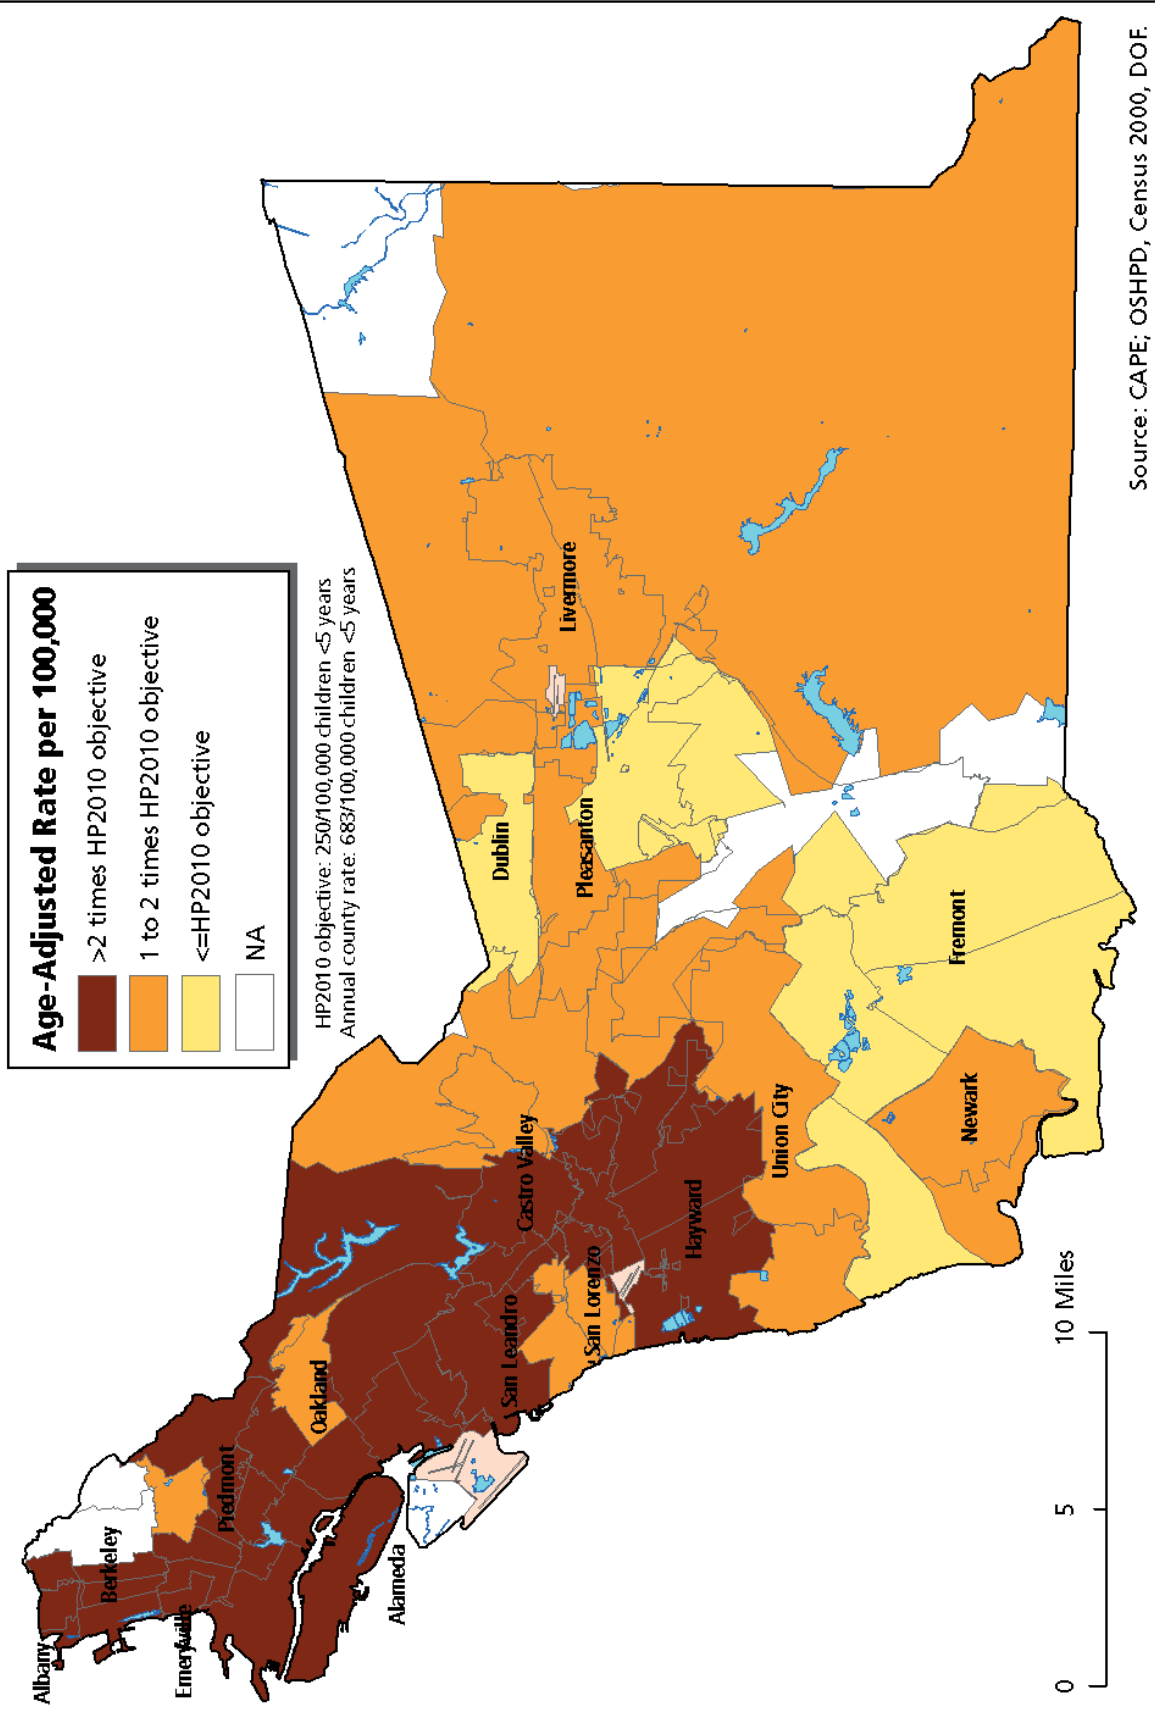 Age-Adjusted Rate per 100,000
>2 times HP2010 objective
1 to 2 times HP2010 objective
<=HP2010 objective
NA
HP2010 objective: 250/100,000 children <5 years
Annual county rate: 683/100,000 children <5 years
Albany
Berkeley
Emeryville
Piedmont
Oakland
Alameda
San Leandro
Castro Valley
San Lorenzo
Hayward
Dublin
Pleasanton
Livermore
Union City
Newark
Fremont
0 5 10 Miles
Source: CAPE; OSHPD, Census 2000, DOF.